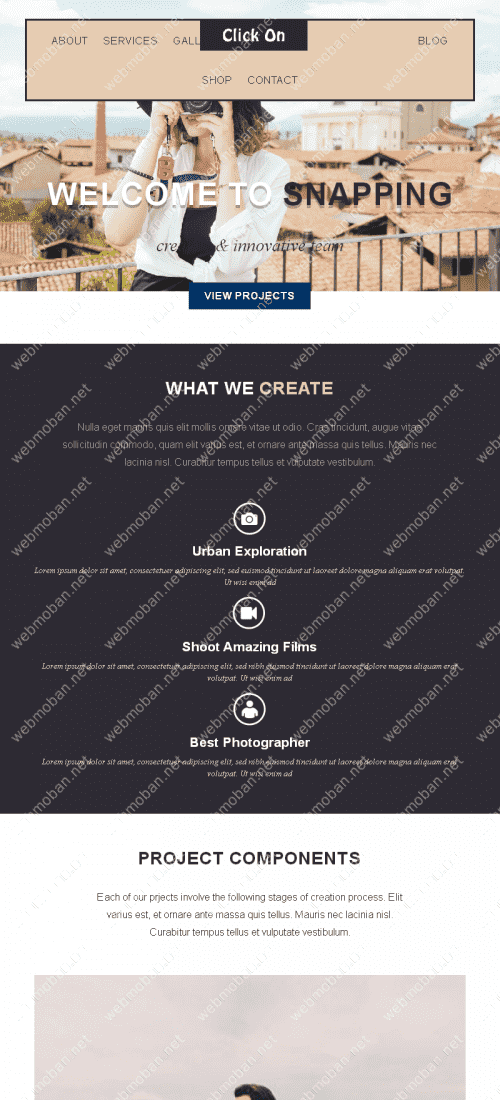 Click On
ABOUT SERVICES GALL BLOG
SHOP CONTACT
WELCOME TO SNAPPING
& innovative team
VIEW PROJECTS
WHAT WE CREATE
Nulla eget mauris quis elit mollis ornare vitae ut odio. Cras tincidunt, augue vitae
sollicitudin commodo, quam elit varius est, et ornare ante massa quis tellus. Mauris nec
lacinia nisl. Curabitur tempus tellus et vulputate vestibulum.
Urban Exploration
Lorem ipsum dolor sit amet, consectetuer adipiscing elit, sed euismod tincidunt ut laoreet dolore magna aliquam erat volutpat.
Ut wisi enim ad
Shoot Amazing Films
Lorem ipsum dolor sit amet, consectetuer adipiscing elit, sed nibh euismod tincidunt ut laoreet dolore magna aliquam erat
volutpat. Ut wisi enim ad
Best Photographer
Lorem ipsum dolor sit amet, consectetuer adipiscing elit, sed nibh euismod tincidunt ut laoreet dolore magna aliquam erat
volutpat. Ut wisi enim ad
PROJECT COMPONENTS
Each of our prjects involve the following stages of creation process. Elit
varius est, et ornare ante massa quis tellus. Mauris nec lacinia nisl.
Curabitur tempus tellus et vulputate vestibulum.
webmoban.net